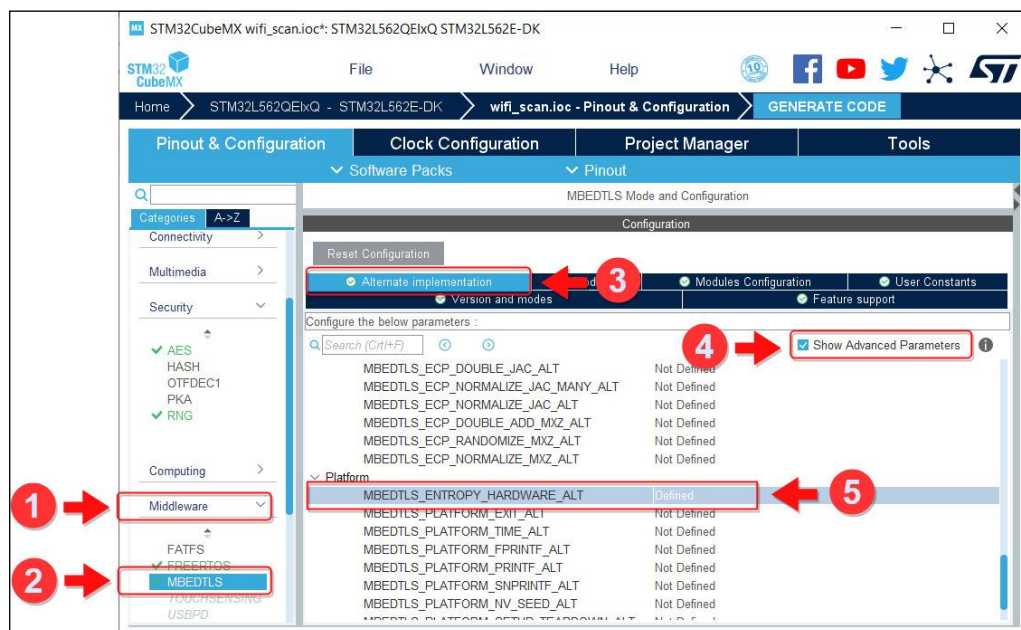 MX STM32CubeMX wifi_scan.ioc*: STM32L562QEIxQ STM32L562E-DK
STM32
CubeMX
File Window Help
10
Home STM32L562QEIxQ - STM32L562E-DK wifi_scan.ioc - Pinout & Configuration GENERATE CODE
Pinout & Configuration Clock Configuration Project Manager Tools
Software Packs Pinout
MBEDTLS Mode and Configuration
Categories A->Z
Configuration
Connectivity
Reset Configuration
Multimedia
Alternate implementation 3 Modules Configuration User Constants
Version and modes Feature support
Security
Configure the below parameters :
Search (Crtl+F) 4 Show Advanced Parameters
AES
HASH
OTFDEC1
PKA
RNG
MBEDTLS_ECP_DOUBLE_JAC_ALT Not Defined
MBEDTLS_ECP_NORMALIZE_JAC_MANY_ALT Not Defined
MBEDTLS_ECP_NORMALIZE_JAC_ALT Not Defined
MBEDTLS_ECP_DOUBLE_ADD_MXZ_ALT Not Defined
MBEDTLS_ECP_RANDOMIZE_MXZ_ALT Not Defined
MBEDTLS_ECP_NORMALIZE_MXZ_ALT Not Defined
Computing
Platform
1 Middleware
MBEDTLS_ENTROPY_HARDWARE_ALT Defined 5
MBEDTLS_PLATFORM_EXIT_ALT Not Defined
MBEDTLS_PLATFORM_TIME_ALT Not Defined
MBEDTLS_PLATFORM_FPRINTF_ALT Not Defined
MBEDTLS_PLATFORM_PRINTF_ALT Not Defined
MBEDTLS_PLATFORM_SNPRINTF_ALT Not Defined
MBEDTLS_PLATFORM_NV_SEED_ALT Not Defined
MBEDTLS_PLATFORM_SETUP_TEARDOWN_ALT Not Defined
FATFS
FREERTOS
2 MBEDTLS
TOUCHSENSING
USBPD